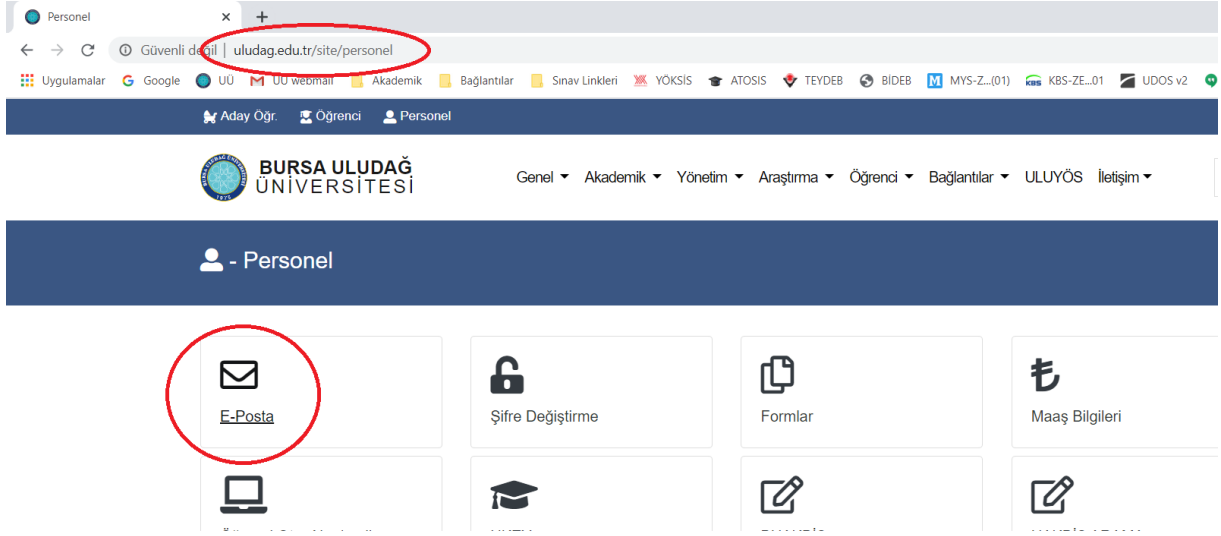 Personel
Güvenli değil | uludag.edu.tr/site/personel
Uygulamalar Google UÜ UÜ webmail Akademik Bağlantılar Sınav Linkleri YÖKSİS ATOSIS TEYDEB BİDEB MYS-Z...(01) KBS-ZE...01 UDOS v2
Aday Öğr. Öğrenci Personel
BURSA ULUDAĞ
ÜNİVERSİTESİ
Genel Akademik Yönetim Araştırma Öğrenci Bağlantılar ULUYÖS İletişim
- Personel
E-Posta Şifre Değiştirme Formlar Maaş Bilgileri